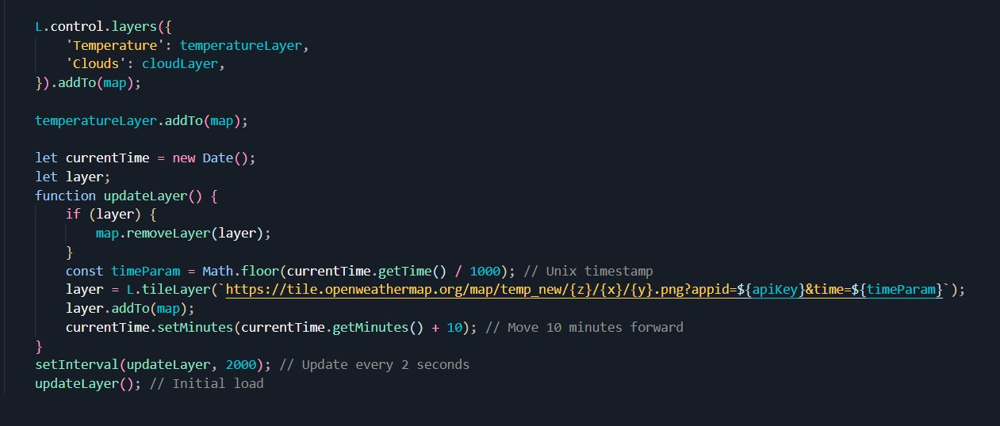 L.control.layers({
    'Temperature': temperatureLayer,
    'Clouds': cloudLayer,
}).addTo(map);

temperatureLayer.addTo(map);

let currentTime = new Date();
let layer;
function updateLayer() {
    if (layer) {
        map.removeLayer(layer);
    }
    const timeParam = Math.floor(currentTime.getTime() / 1000); // Unix timestamp
    layer = L.tileLayer(`https://tile.openweathermap.org/map/temp_new/{z}/{x}/{y}.png?appid=${apiKey}&time=${timeParam}`);
    layer.addTo(map);
    currentTime.setMinutes(currentTime.getMinutes() + 10); // Move 10 minutes forward
}
setInterval(updateLayer, 2000); // Update every 2 seconds
updateLayer(); // Initial load